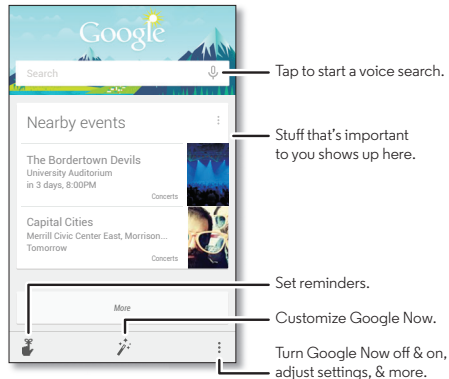 Google
Search
Tap to start a voice search.
Nearby events
Stuff that's important
to you shows up here.
The Bordertown Devils
University Auditorium
in 3 days, 8:00PM
Concerts
Capital Cities
Merrill Civic Center East, Morrison...
Tomorrow
Concerts
Set reminders.
More
Customize Google Now.
Turn Google Now off & on,
adjust settings, & more.